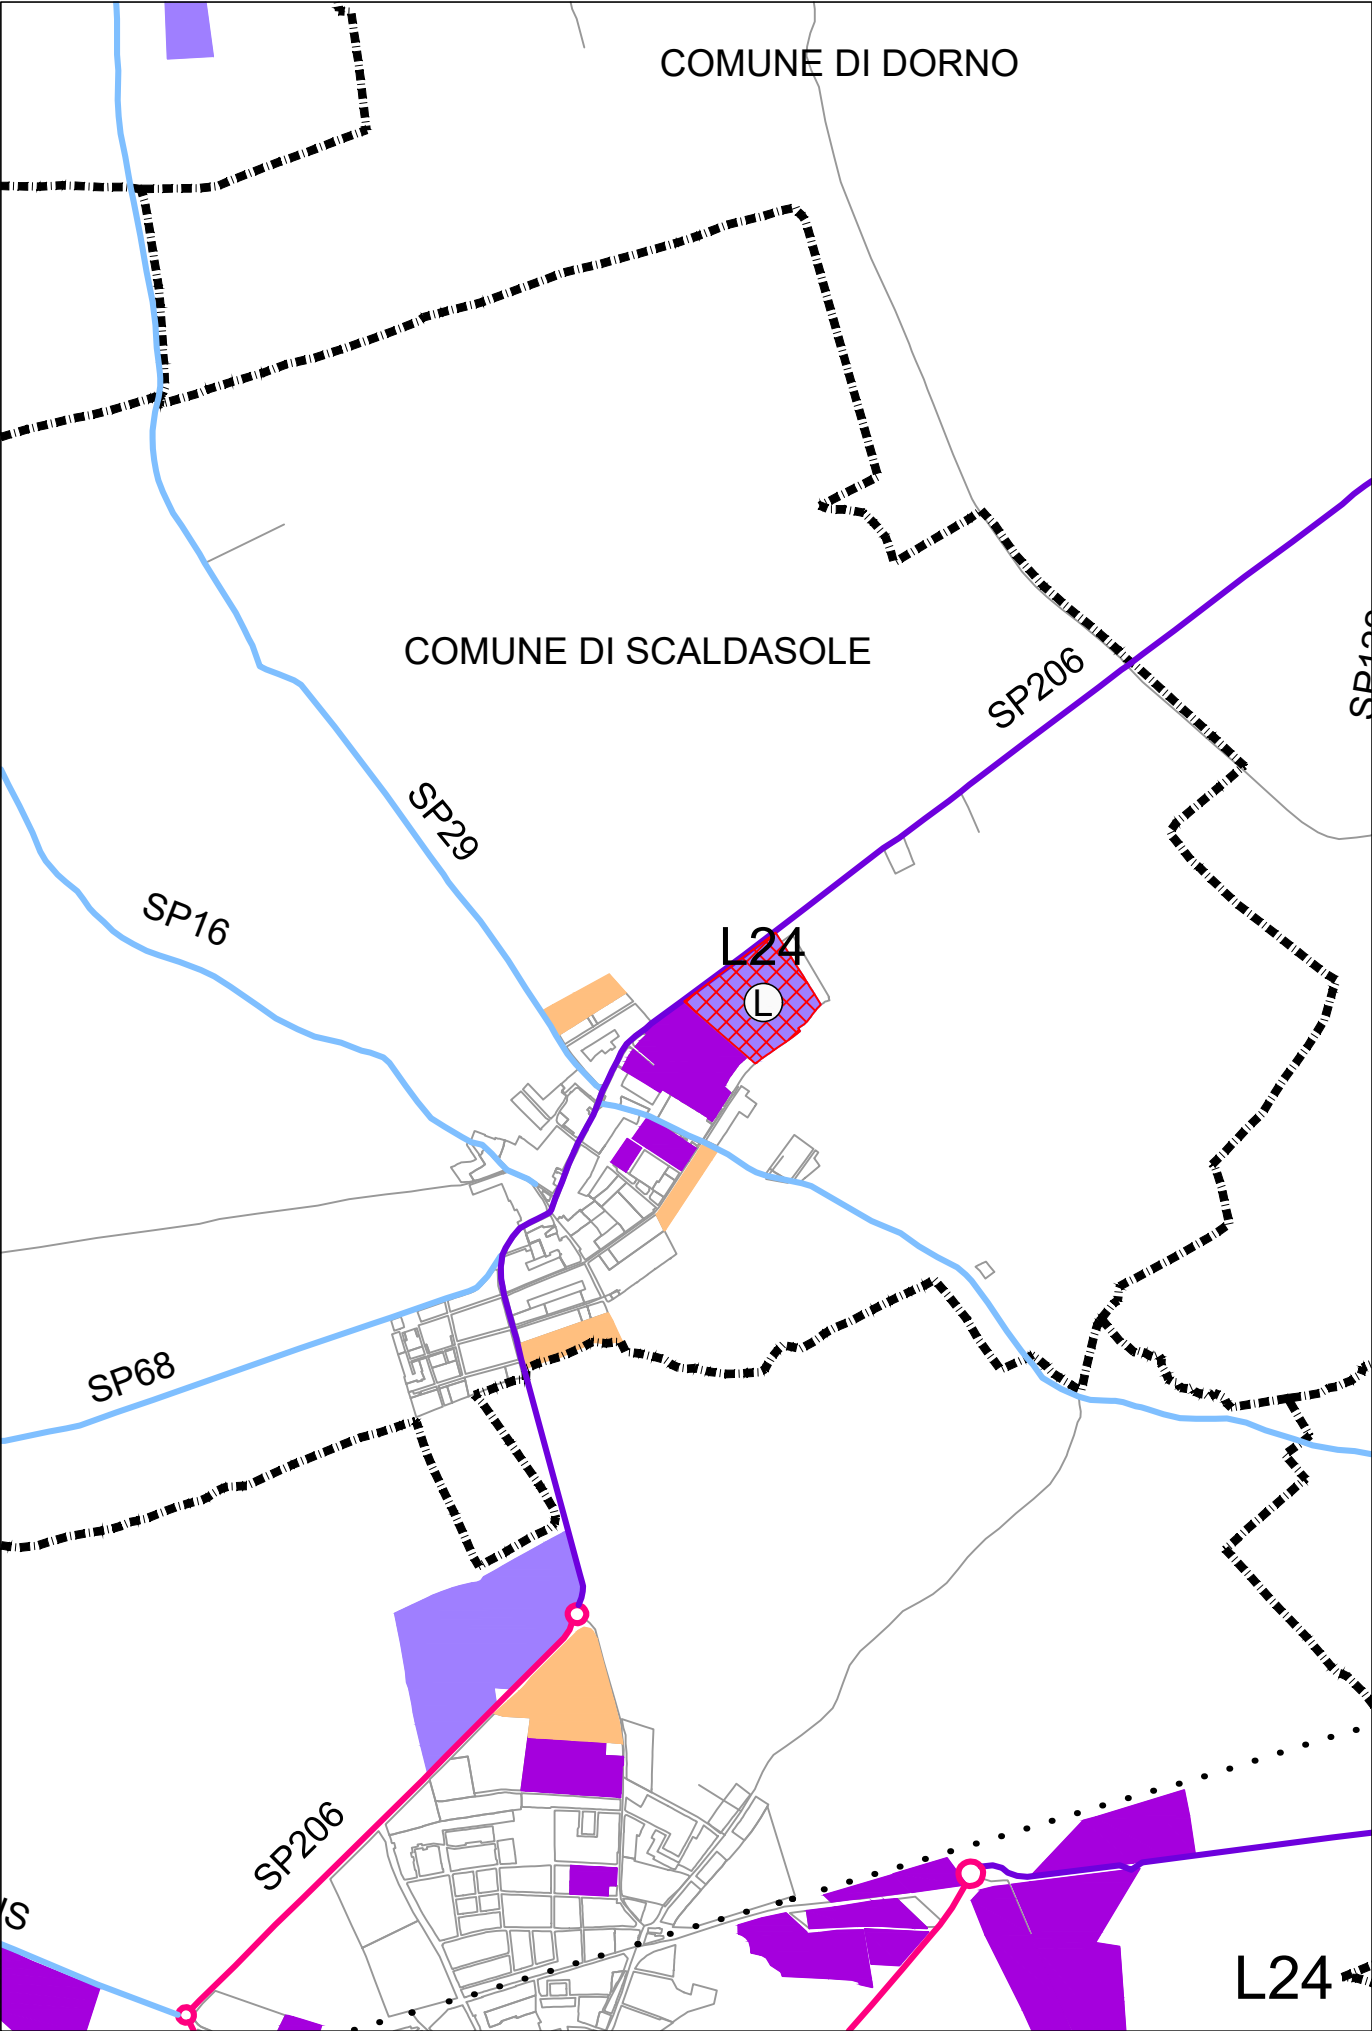 COMUNE DI DORNO
COMUNE DI SCALDASOLE
SP206
SP29
SP16
L24
L
SP68
SP206
L24